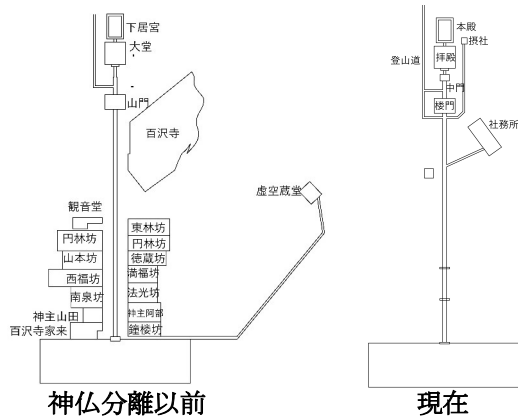 下居宮
大堂
山門
百沢寺
虚空蔵堂
観音堂
円林坊
山本坊
西福坊
南泉坊
神主山田
百沢寺家来
東林坊
円林坊
徳蔵坊
満福坊
法光坊
神主阿部
鐘楼坊
神仏分離以前
本殿
摂社
拝殿
登山道
中門
楼門
社務所
現在